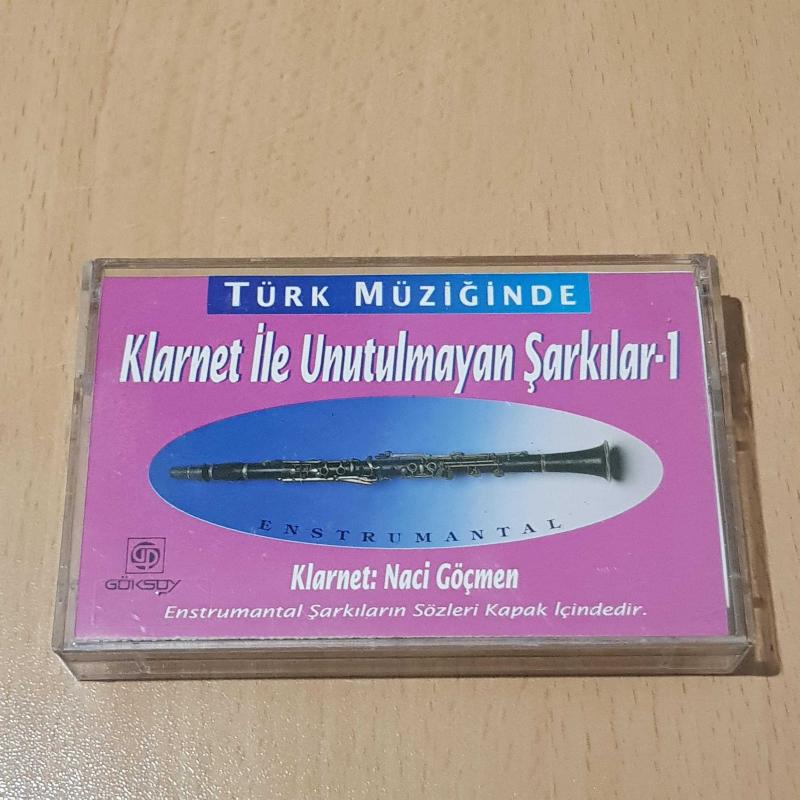 TÜRK MÜZİĞİNDE
Klarnet İle Unutulmayan Şarkılar-1
ENSTRUMANTAL
Klarnet: Naci Göçmen
GÖKSOY
Enstrumantal Şarkıların Sözleri Kapak İçindedir.